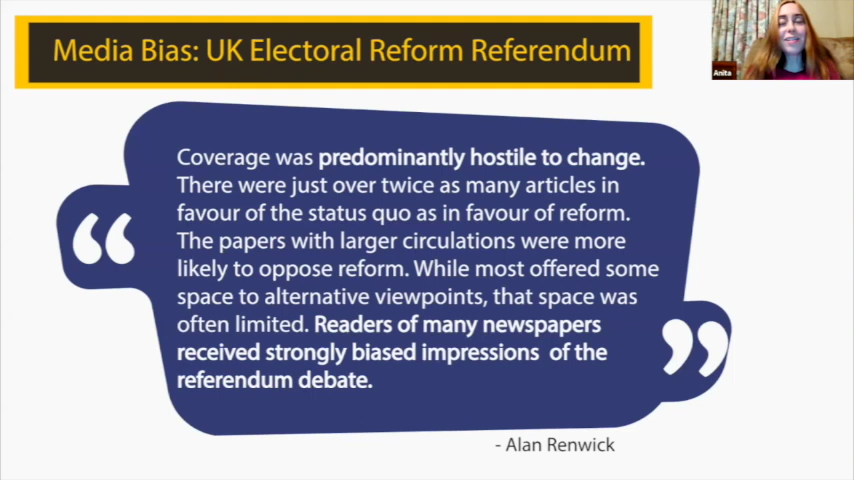 Media Bias: UK Electoral Reform Referendum
Anita
Coverage was predominantly hostile to change.
There were just over twice as many articles in
favour of the status quo as in favour of reform.
The papers with larger circulations were more
likely to oppose reform. While most offered some
space to alternative viewpoints, that space was
often limited. Readers of many newspapers
received strongly biased impressions of the
referendum debate.
- Alan Renwick